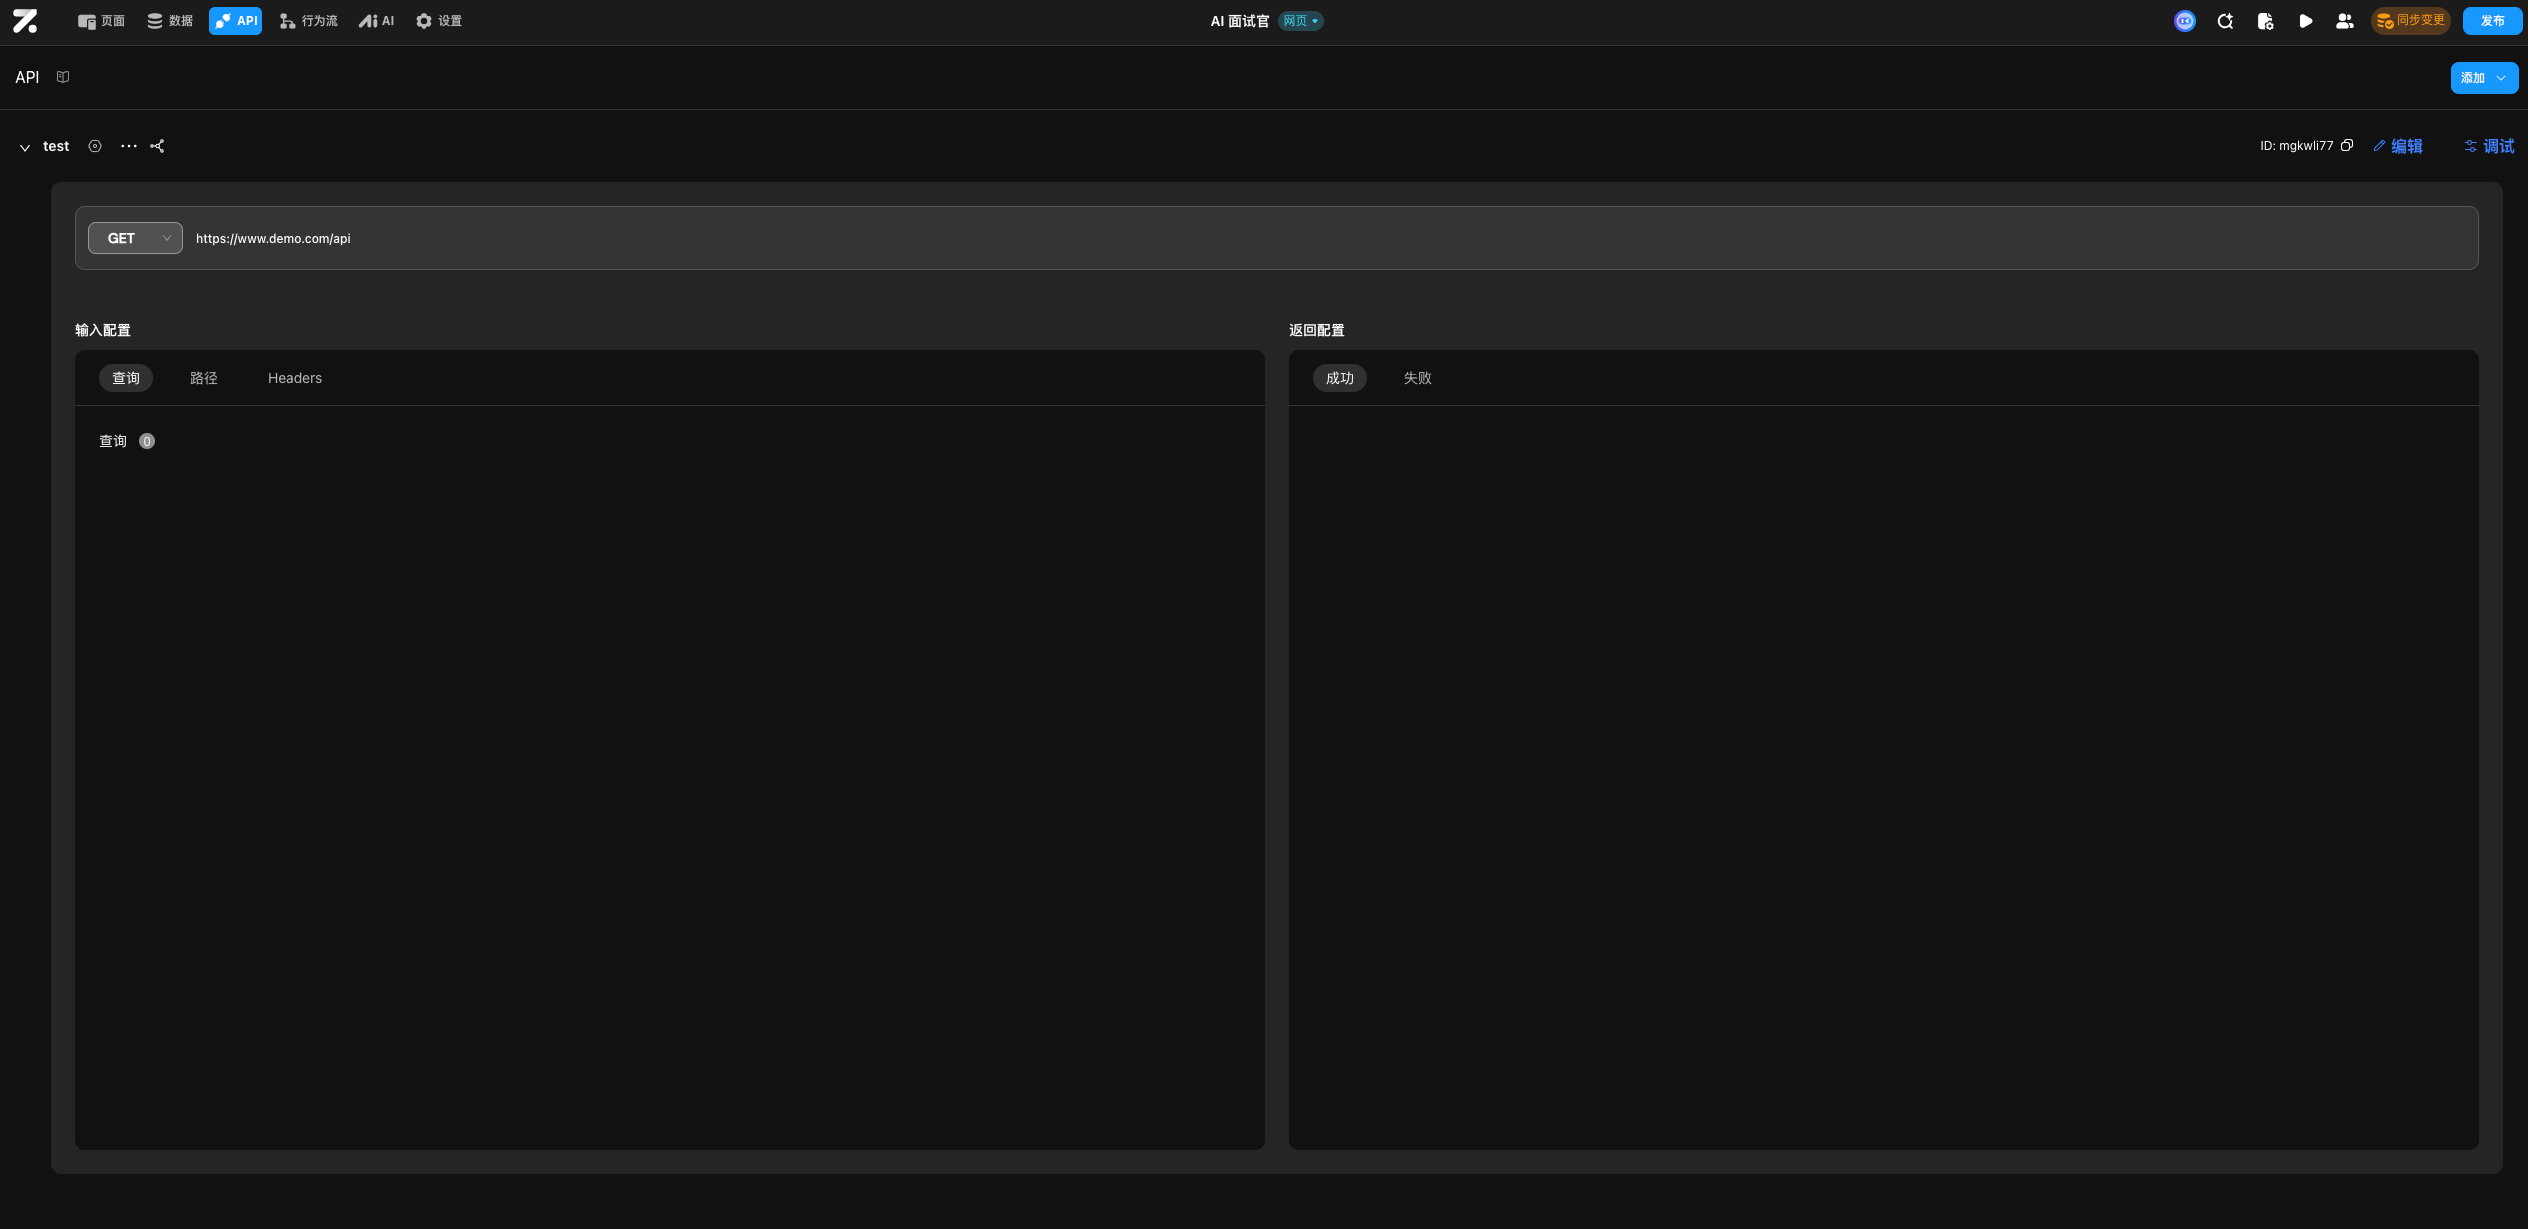 页面 数据 API 行为流 AI 设置 AI 面试官 网页 同步变更 发布
API 添加
test ID: mgkwli77 编辑 调试
GET https://www.demo.com/api
输入配置 返回配置
查询 路径 Headers 成功 失败
查询 0